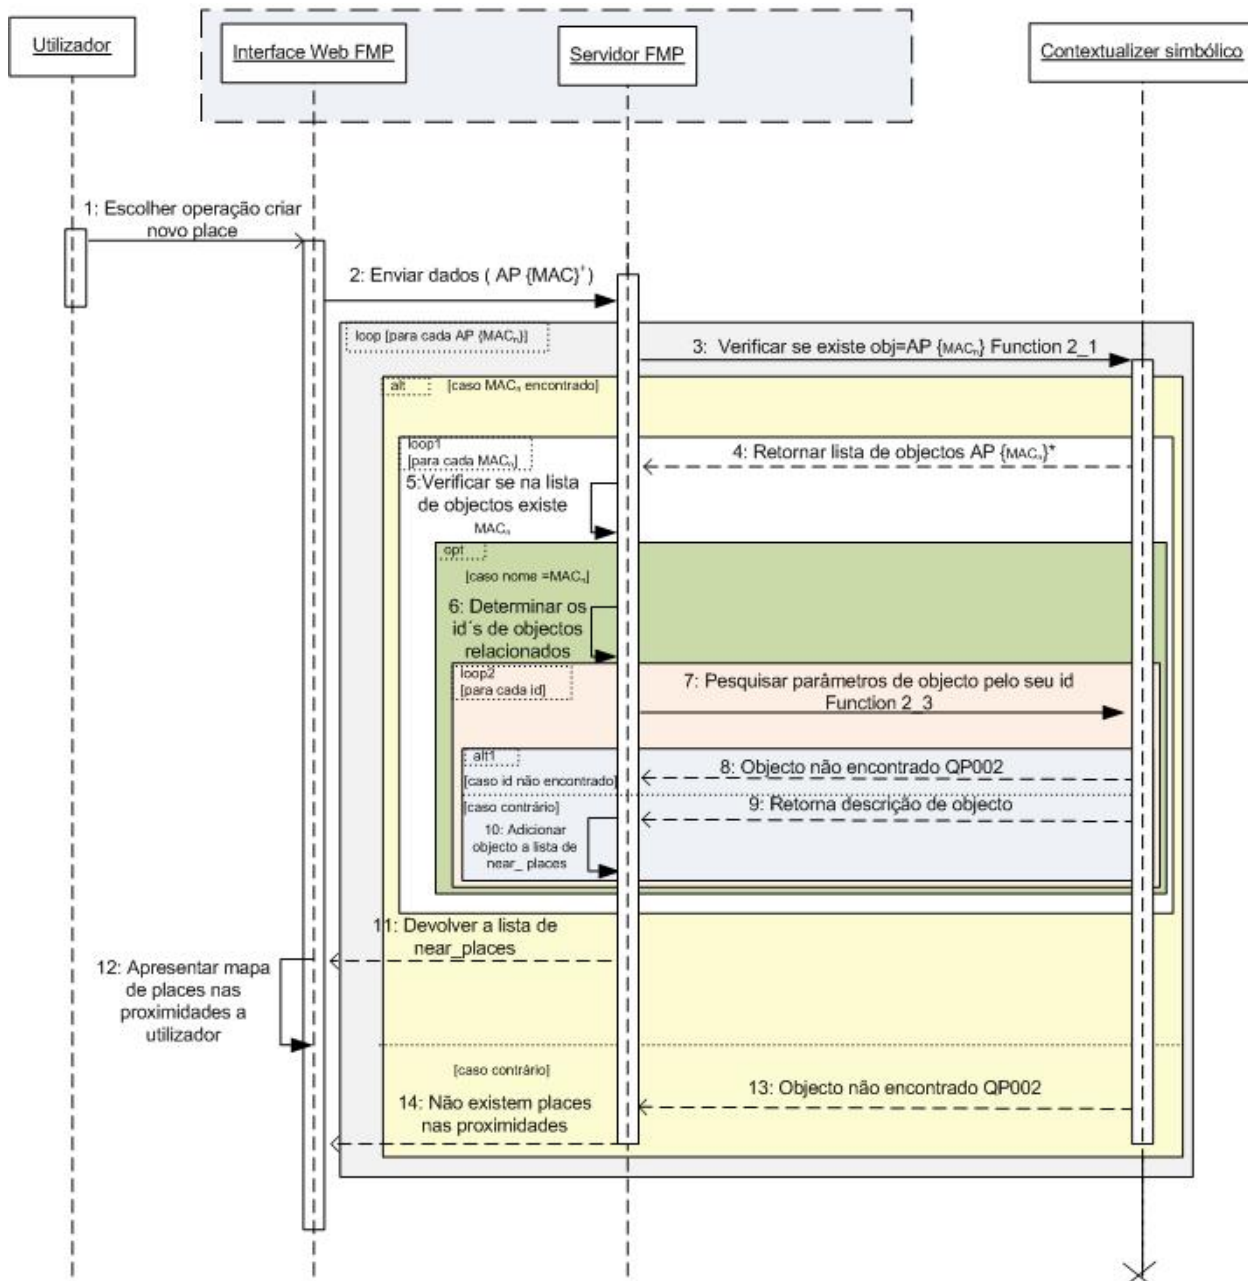 Utilizador
Interface Web FMP
Servidor FMP
Contextualizer simbólico
1: Escolher operação criar
novo place
2: Enviar dados ( AP {MAC}⁺)
loop [para cada AP {MACₙ}]
3: Verificar se existe obj=AP {MACₙ} Function 2_1
alt
[caso MACₙ encontrado]
loop1
[para cada MACₙ]
4: Retornar lista de objectos AP {MACₙ}*
5:Verificar se na lista
de objectos existe
MACₙ
opt
[caso nome =MACₙ]
6: Determinar os
id´s de objectos
relacionados
loop2
[para cada id]
7: Pesquisar parâmetros de objecto pelo seu id
Function 2_3
alt1
[caso id não encontrado]
8: Objecto não encontrado QP002
[caso contrário]
9: Retorna descrição de objecto
10: Adicionar
objecto a lista de
near_ places
11: Devolver a lista de
near_places
12: Apresentar mapa
de places nas
proximidades a
utilizador
[caso contrário]
13: Objecto não encontrado QP002
14: Não existem places
nas proximidades